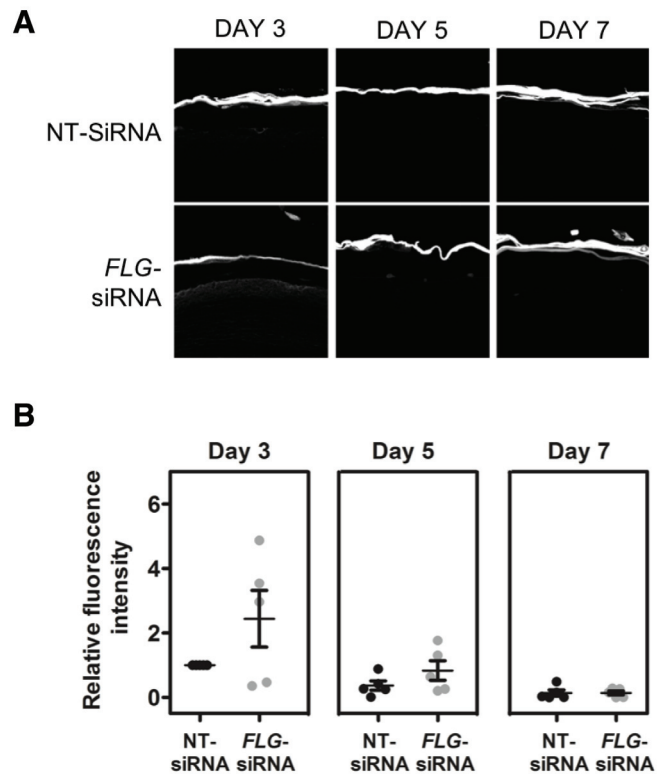 A
DAY 3
DAY 5
DAY 7
NT-SiRNA
FLG-
siRNA
B
Day 3
Day 5
Day 7
Relative fluorescence
intensity
6
4
2
0
NT-
siRNA
FLG-
siRNA
NT-
siRNA
FLG-
siRNA
NT-
siRNA
FLG-
siRNA